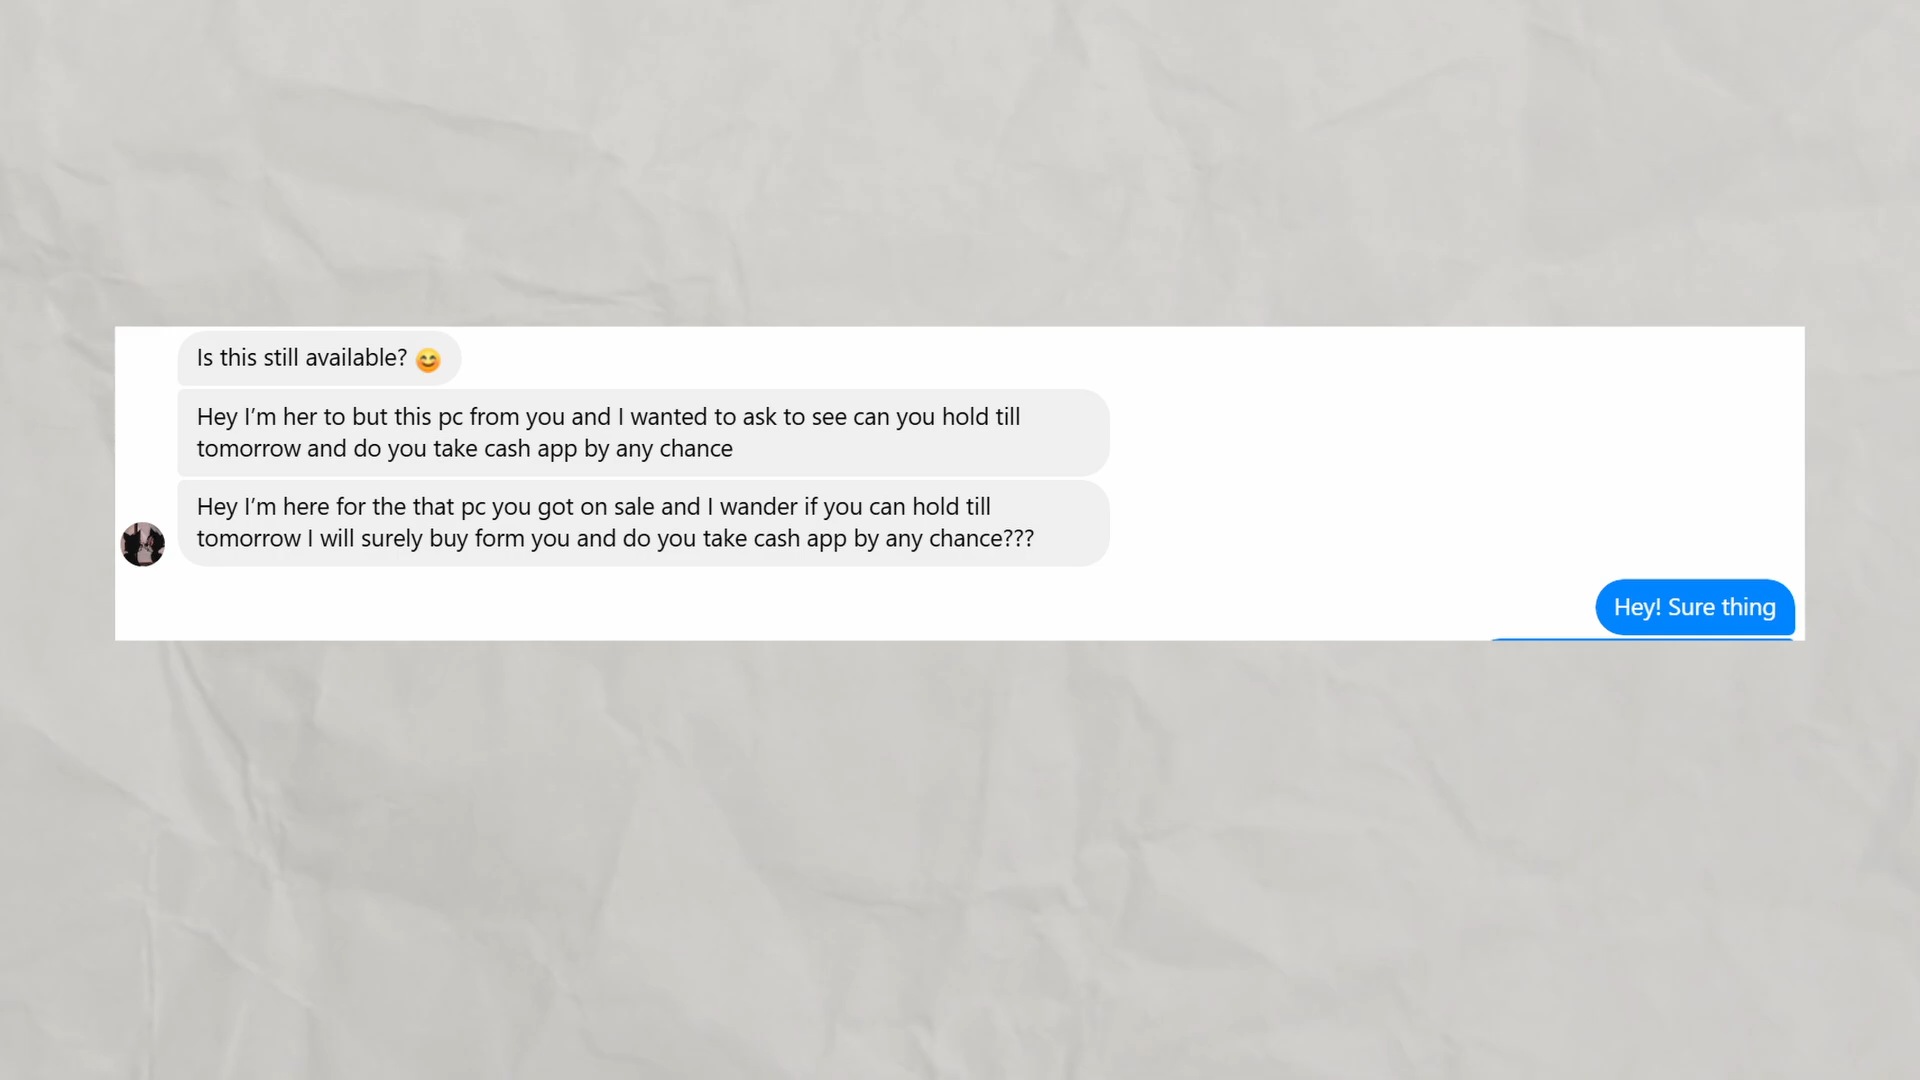 Is this still available? 😊
Hey I’m her to but this pc from you and I wanted to ask to see can you hold till
tomorrow and do you take cash app by any chance
Hey I’m here for the that pc you got on sale and I wander if you can hold till
tomorrow I will surely buy form you and do you take cash app by any chance???
Hey! Sure thing